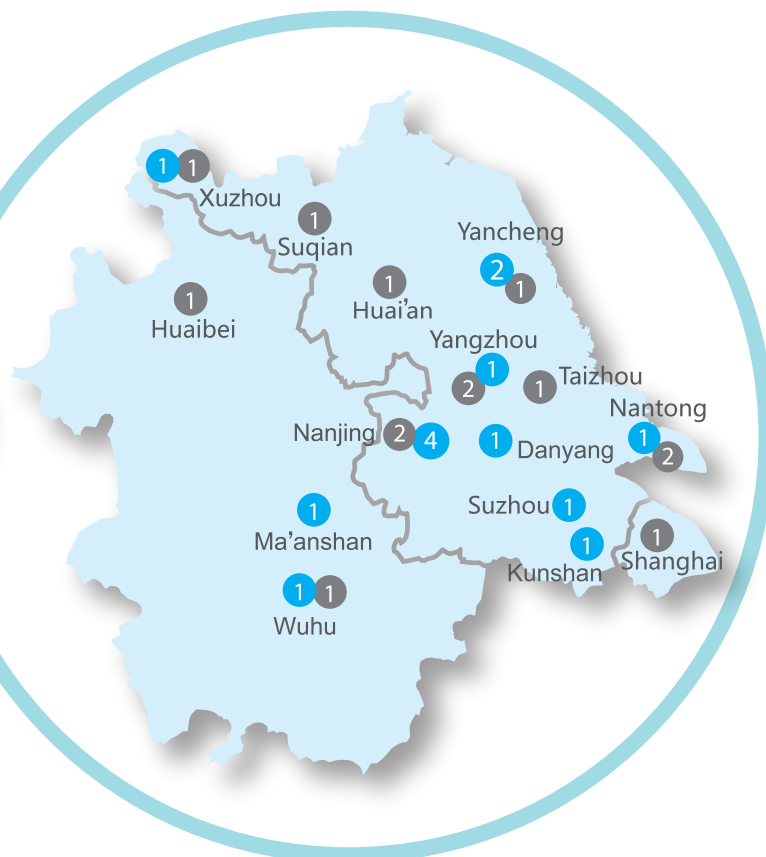 1 1
Xuzhou
1
Suqian
Yancheng
2
1
1
Huai'an
1
Huaibei
Yangzhou
1
2
1 Taizhou
Nantong
1
2
Nanjing 2 4
1 Danyang
Suzhou 1
1
Kunshan
1
Shanghai
1
Ma'anshan
1 1
Wuhu